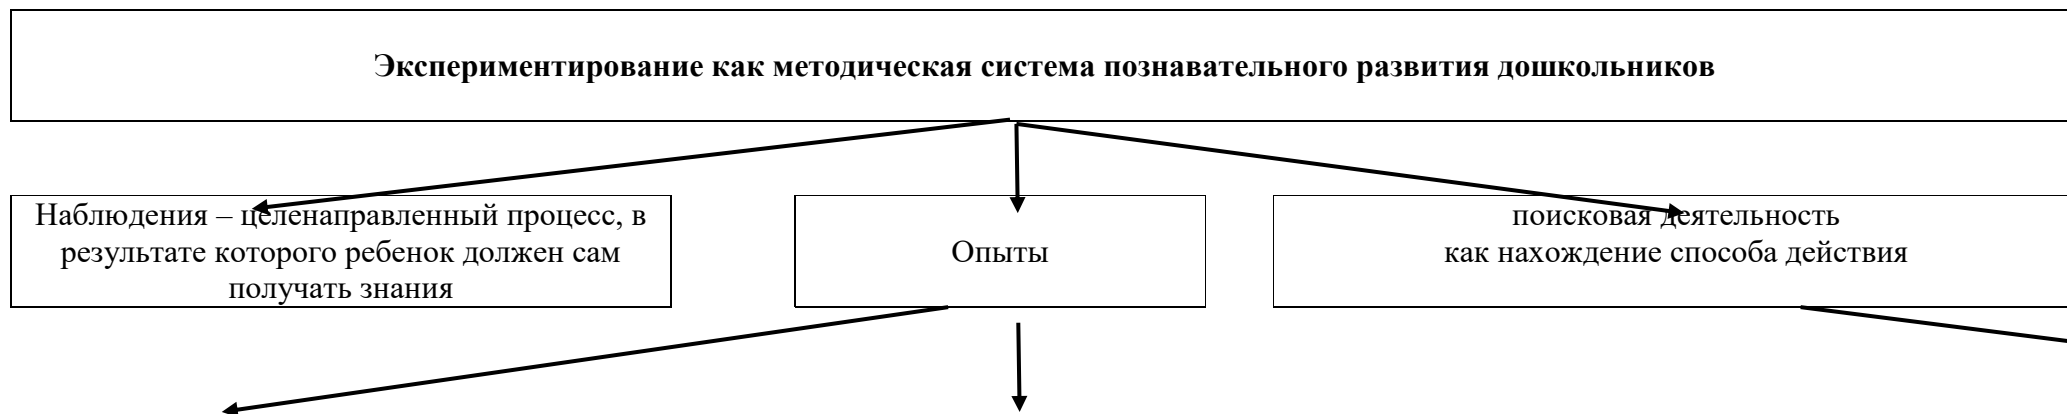 Экспериментирование как методическая система познавательного развития дошкольников
Наблюдения – целенаправленный процесс, в
результате которого ребенок должен сам
получать знания
Опыты
поисковая деятельность
как нахождение способа действия